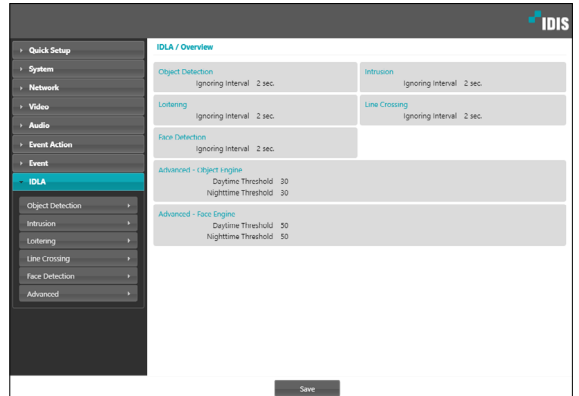 IDIS
Quick Setup
System
Network
Video
Audio
Event Action
Event
IDLA
Object Detection
Intrusion
Loitering
Line Crossing
Face Detection
Advanced
IDLA / Overview
Object Detection
Ignoring Interval 2 sec.
Intrusion
Ignoring Interval 2 sec.
Loitering
Ignoring Interval 2 sec.
Line Crossing
Ignoring Interval 2 sec.
Face Detection
Ignoring Interval 2 sec.
Advanced - Object Engine
Daytime Threshold 30
Nighttime Threshold 30
Advanced - Face Engine
Daytime Threshold 50
Nighttime Threshold 50
Save